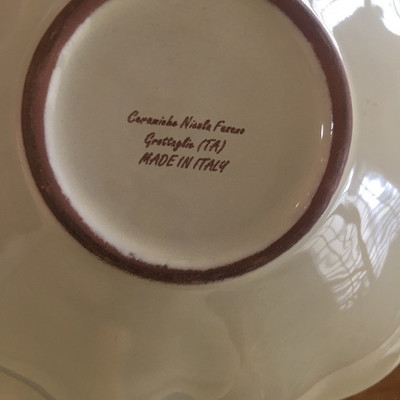 Ceramiche Nicola Fasano
Grottaglie (TA)
MADE IN ITALY